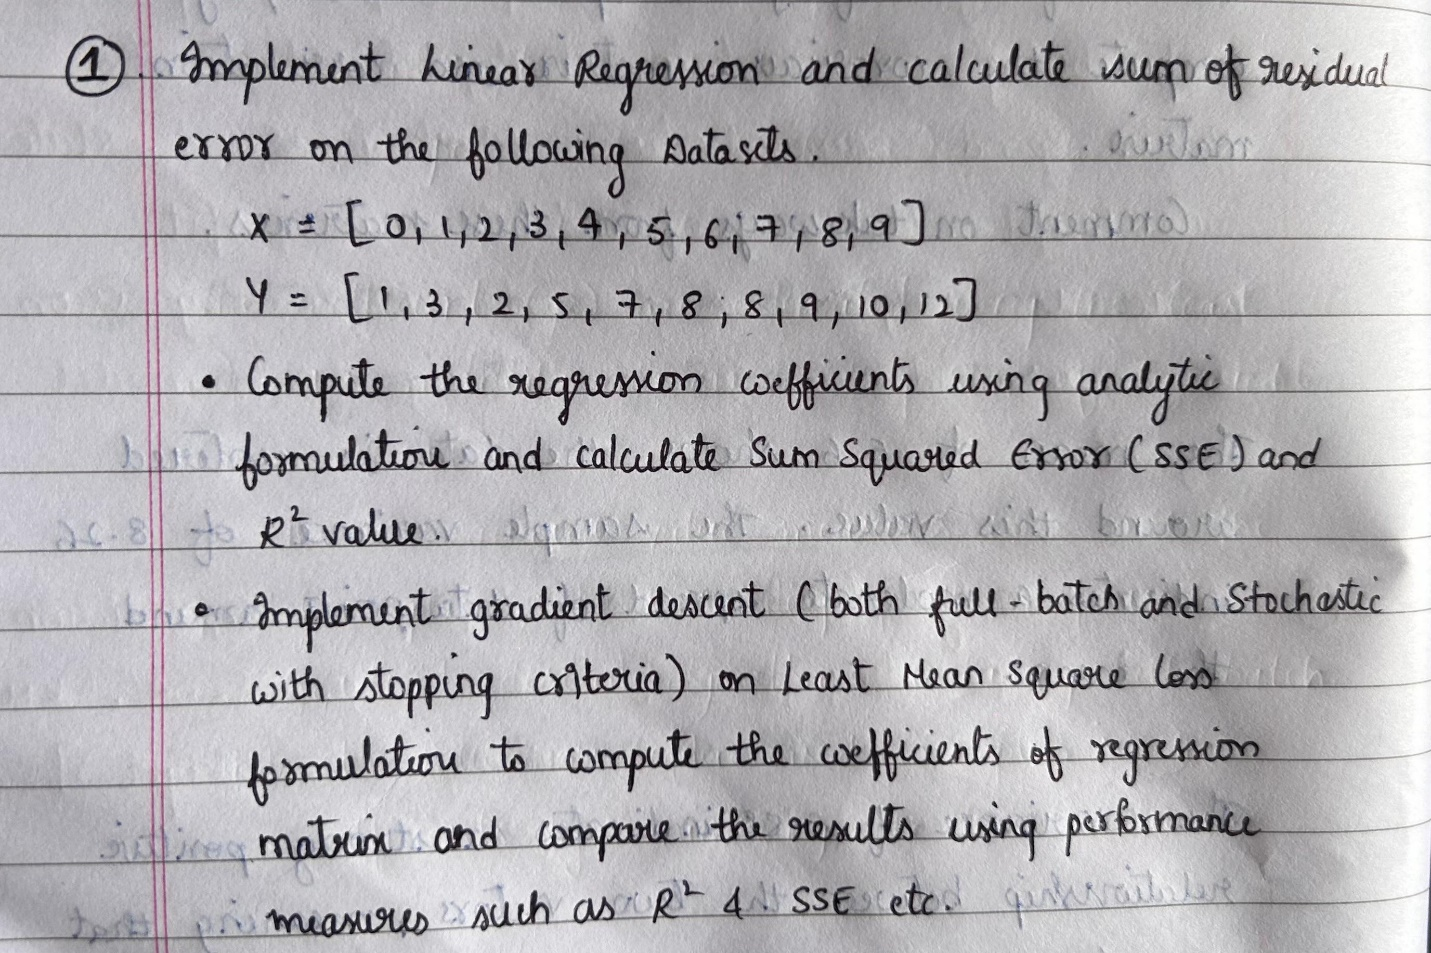 ① Implement Linear Regression and calculate sum of residual
error on the following Datasets.
X = [0,1,2,3,4,5,6,7,8,9]
Y = [1,3,2,5,7,8,8,9,10,12]
• Compute the regression coefficients using analytic
formulation and calculate Sum Squared Error (SSE) and
R² value.
• Implement gradient descent (both full-batch and Stochastic
with stopping criteria) on Least Mean Square loss
formulation to compute the coefficients of regression
matrix and compare the results using performance
measures such as R² & SSE etc.